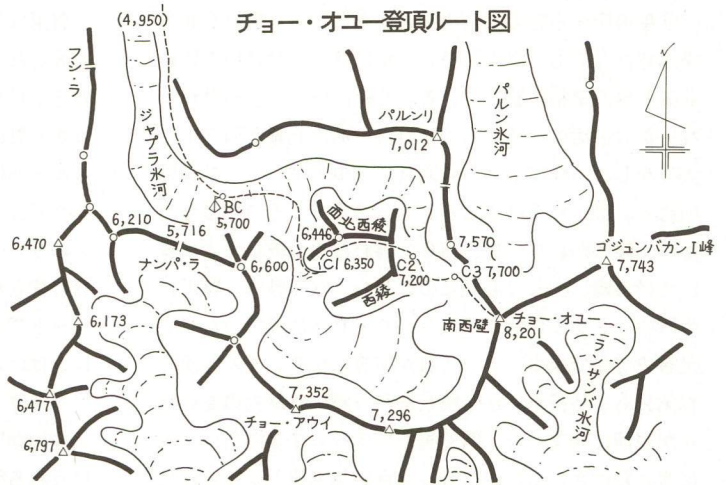 (4,950)
チョー・オユー登頂ルート図
N
フシ・ラ
ジャプラ氷河
パルンリ
7,012
パルン氷河
BC
5,700
6,210
5,716
ナンパ・ラ
6,470
6,600
西北西稜
6,446
C1 6,350
C2
7,200
7,570
C3 7,700
西稜
ゴジュンバカンⅠ峰
7,743
南西壁
チョー・オユー
8,201
6,173
ランサンバ氷河
7,352
チョー・アウイ
7,296
6,477
6,797